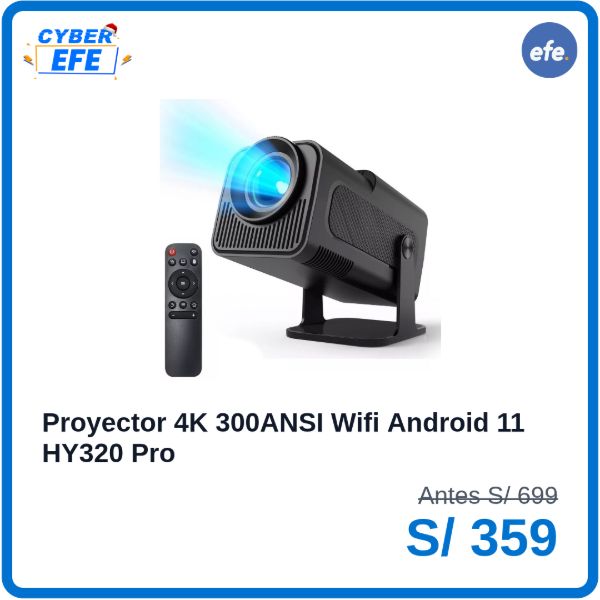 CYBER
EFE
efe.
Proyector 4K 300ANSI Wifi Android 11
HY320 Pro
Antes S/ 699
S/ 359